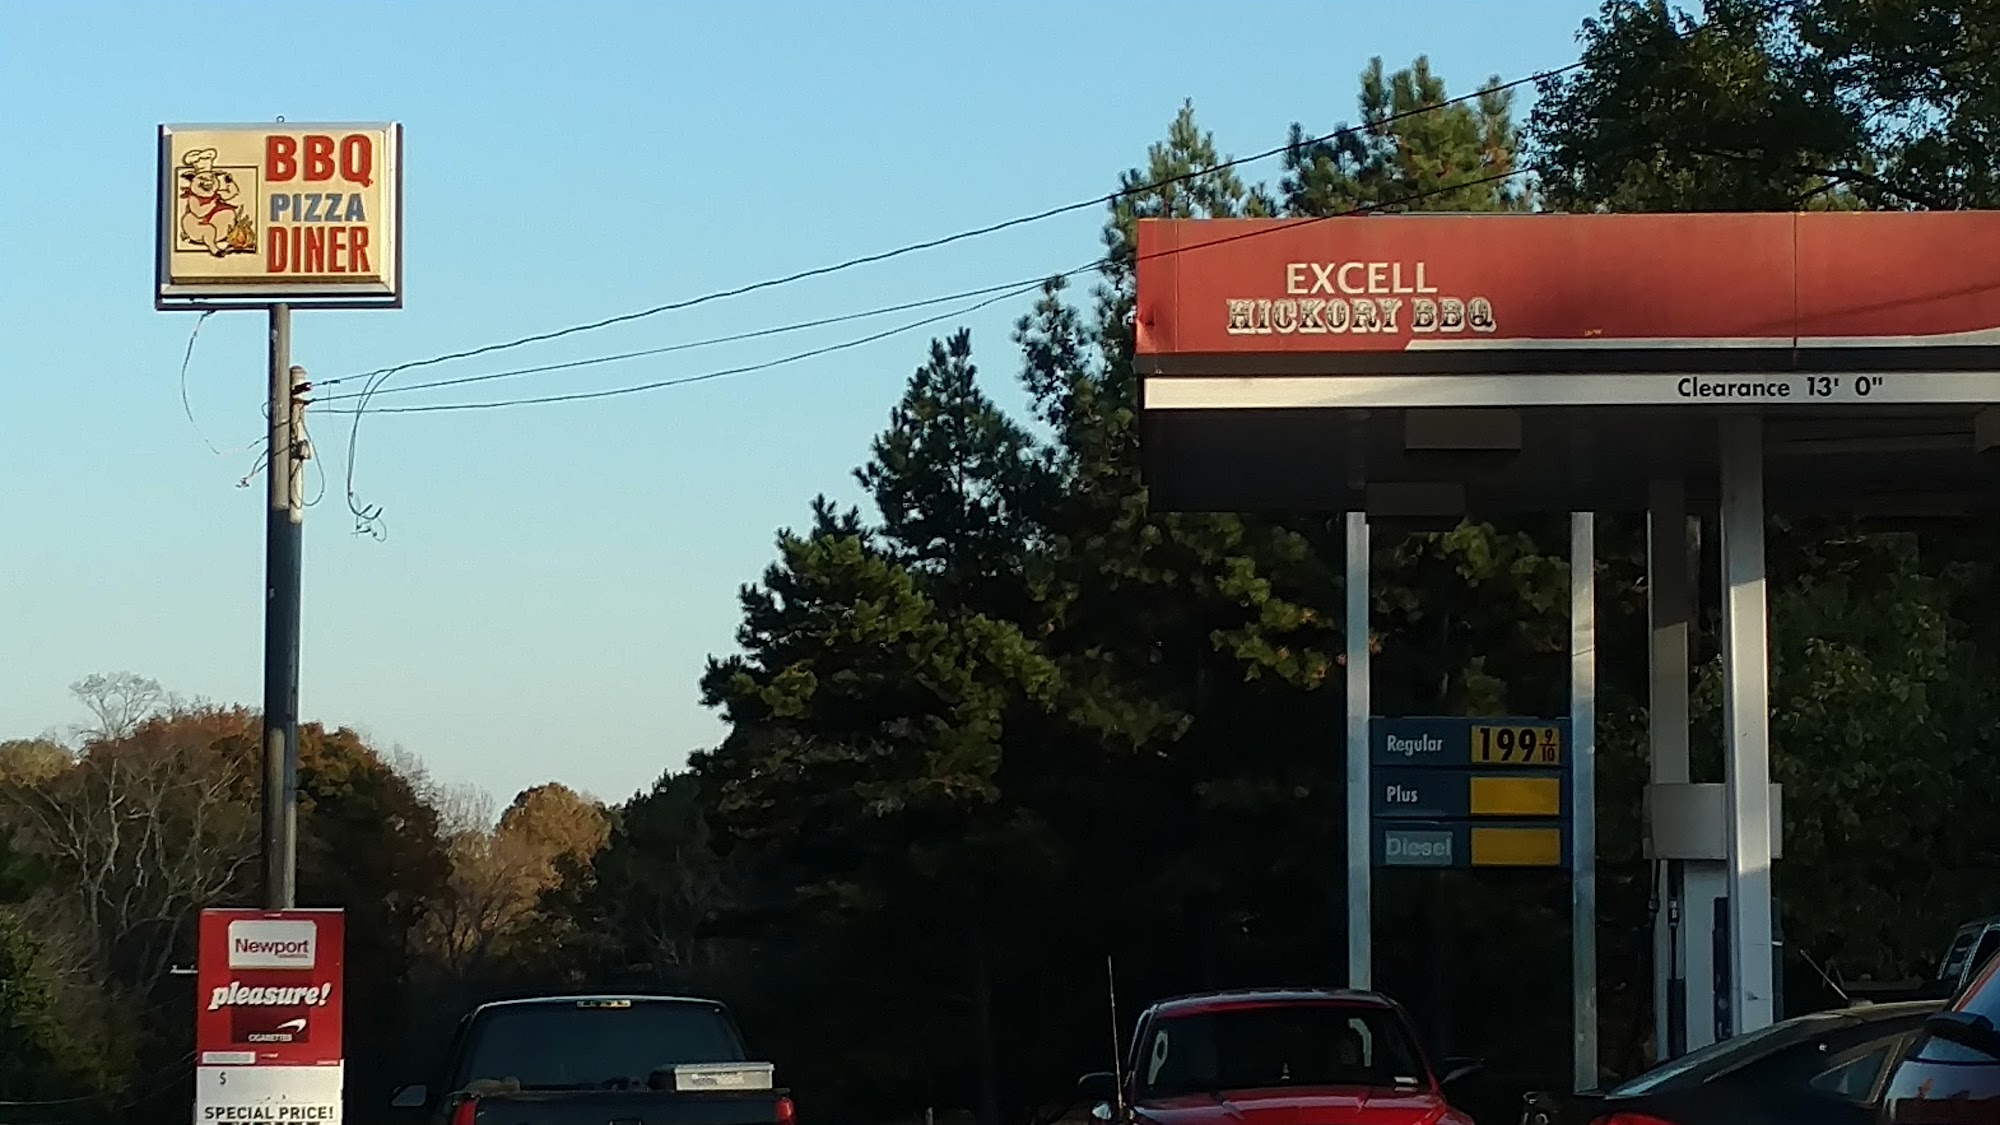 BBQ
PIZZA
DINER
EXCELL
HICKORY BBQ
Clearance 13' 0"
Regular 199 9/10
Plus
Diesel
Newport
pleasure!
$
SPECIAL PRICE!